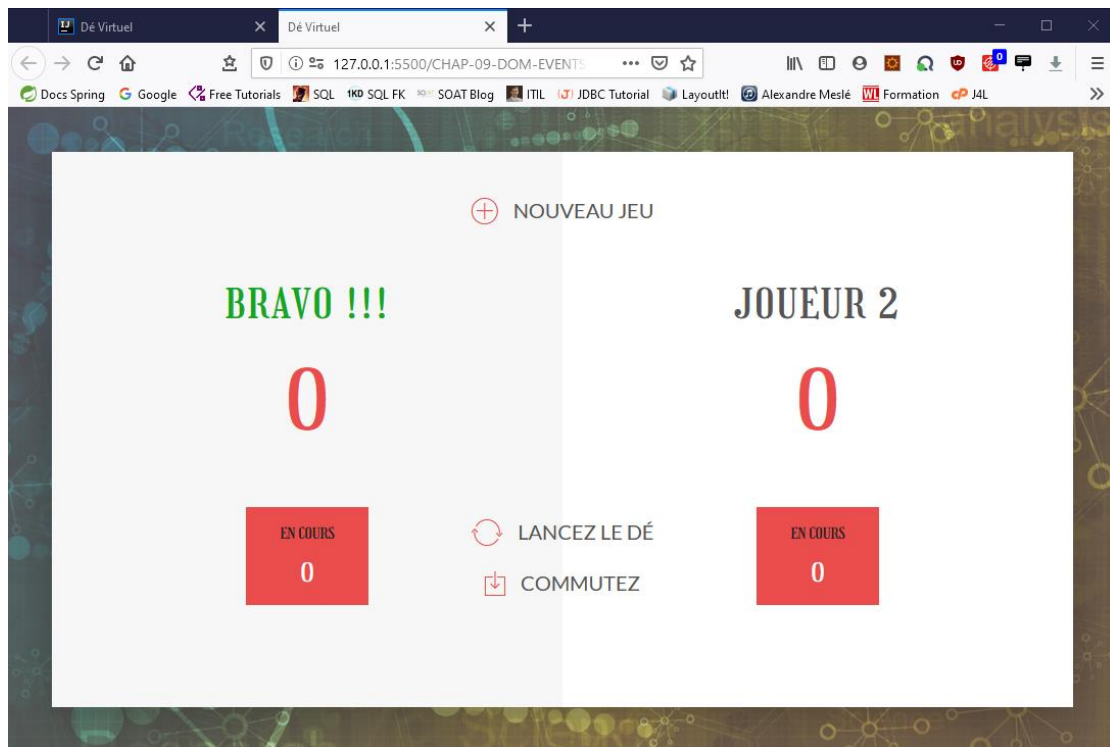 Dé Virtuel
Dé Virtuel
127.0.0.1:5500/CHAP-09-DOM-EVENTS
0
Docs Spring Google Free Tutorials SQL SQL FK SOAT Blog ITIL JDBC Tutorial LayoutIt! Alexandre Meslé Formation J4L
analysis
NOUVEAU JEU
BRAVO !!!
JOUEUR 2
0
0
EN COURS
0
LANCEZ LE DÉ
COMMUTEZ
EN COURS
0